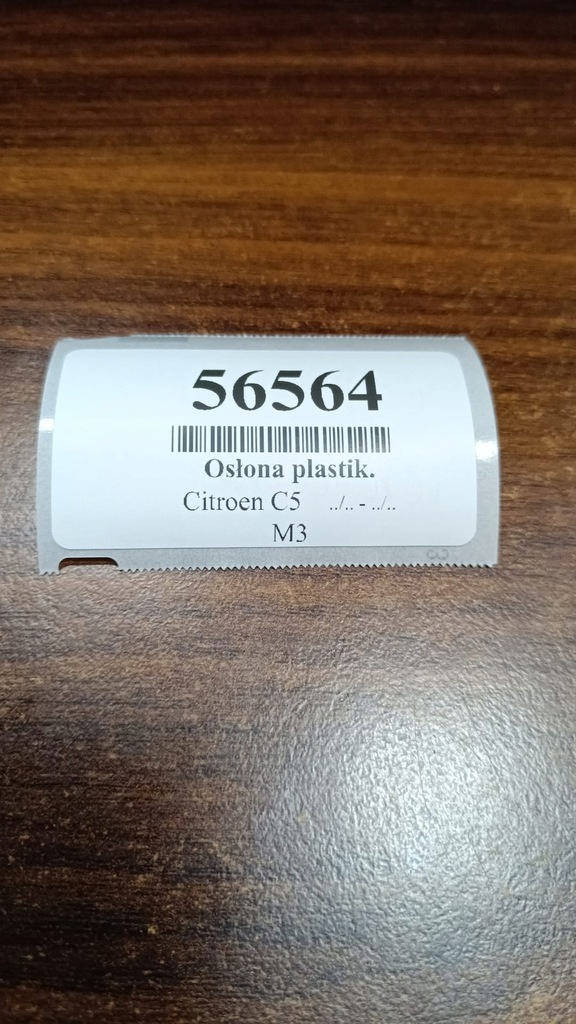 56564
Osłona plastik.
Citroen C5 ../.. - ../..
M3